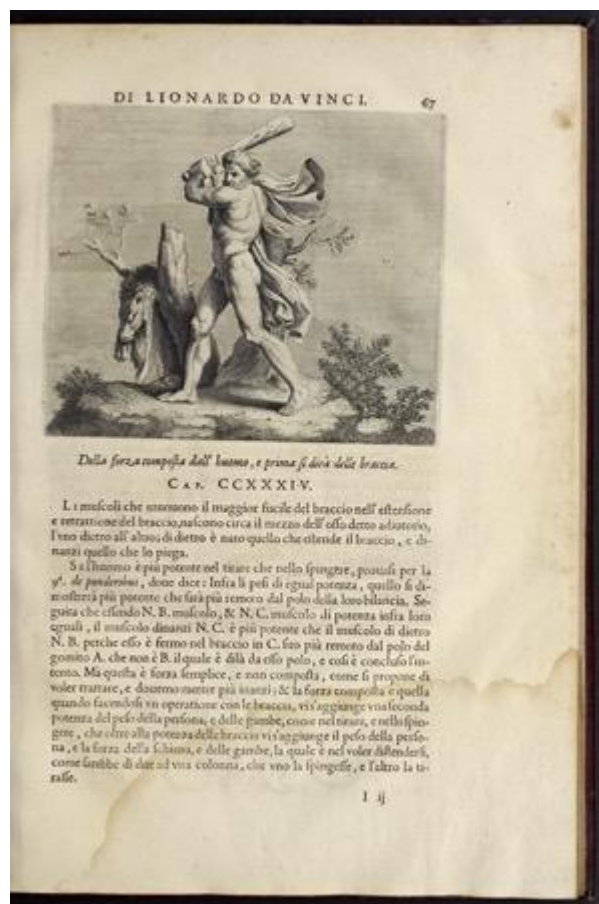 DI LIONARDO DA VINCI. 67
Della forza composta dall' huomo, e prima si dirà delle braccia.
CAP. CCXXXIV.
LI muſcoli che muouono il maggior fucile del braccio nell' eſtenſione
e retrattione del braccio, naſcono circa il mezzo dell' oſſo detto adiutorio,
l'vno dietro all' altro; di dietro è nato quello che eſtende il braccio, e di-
nanzi quello che lo piega.
Se l'huomo è più potente nel tirare che nello ſpingere, prouaſi per la
9ª. de ponderibus, doue dice: Infra li peſi di egual potenza, quello ſi di-
moſtrerà più potente che ſarà più remoto dal polo della loro bilancia. Se-
guita che eſſendo N. B. muſcolo, & N. C. muſcolo di potenza infra loro
eguali, il muſcolo dinanzi N. C. è più potente che il muſcolo di dietro
N. B. perche eſſo è fermo nel braccio in C. ſito più remoto dal polo del
gomito A. che non è B. il quale è dilà da eſſo polo, e coſi è concluſo l'in-
tento. Mà queſta è forza ſemplice, e non compoſta, come ſi propone di
voler trattare, e douemo metter più inanzi; & la forza compoſta è quella
quando facendoſi vn operatione con le braccia, vi s'aggiunge vna ſeconda
potenza del peſo della perſona, e delle gambe, come nel tirare, e nello ſpin-
gere, che oltre alla potenza delle braccia vi s'aggiunge il peſo della perſo-
na, e la forza della ſchiena, e delle gambe, la quale è nel voler diſtenderſi,
come ſarebbe di due ad vna colonna, che vno la ſpingeſſe, e l'altro la ti-
raſſe.
I ij